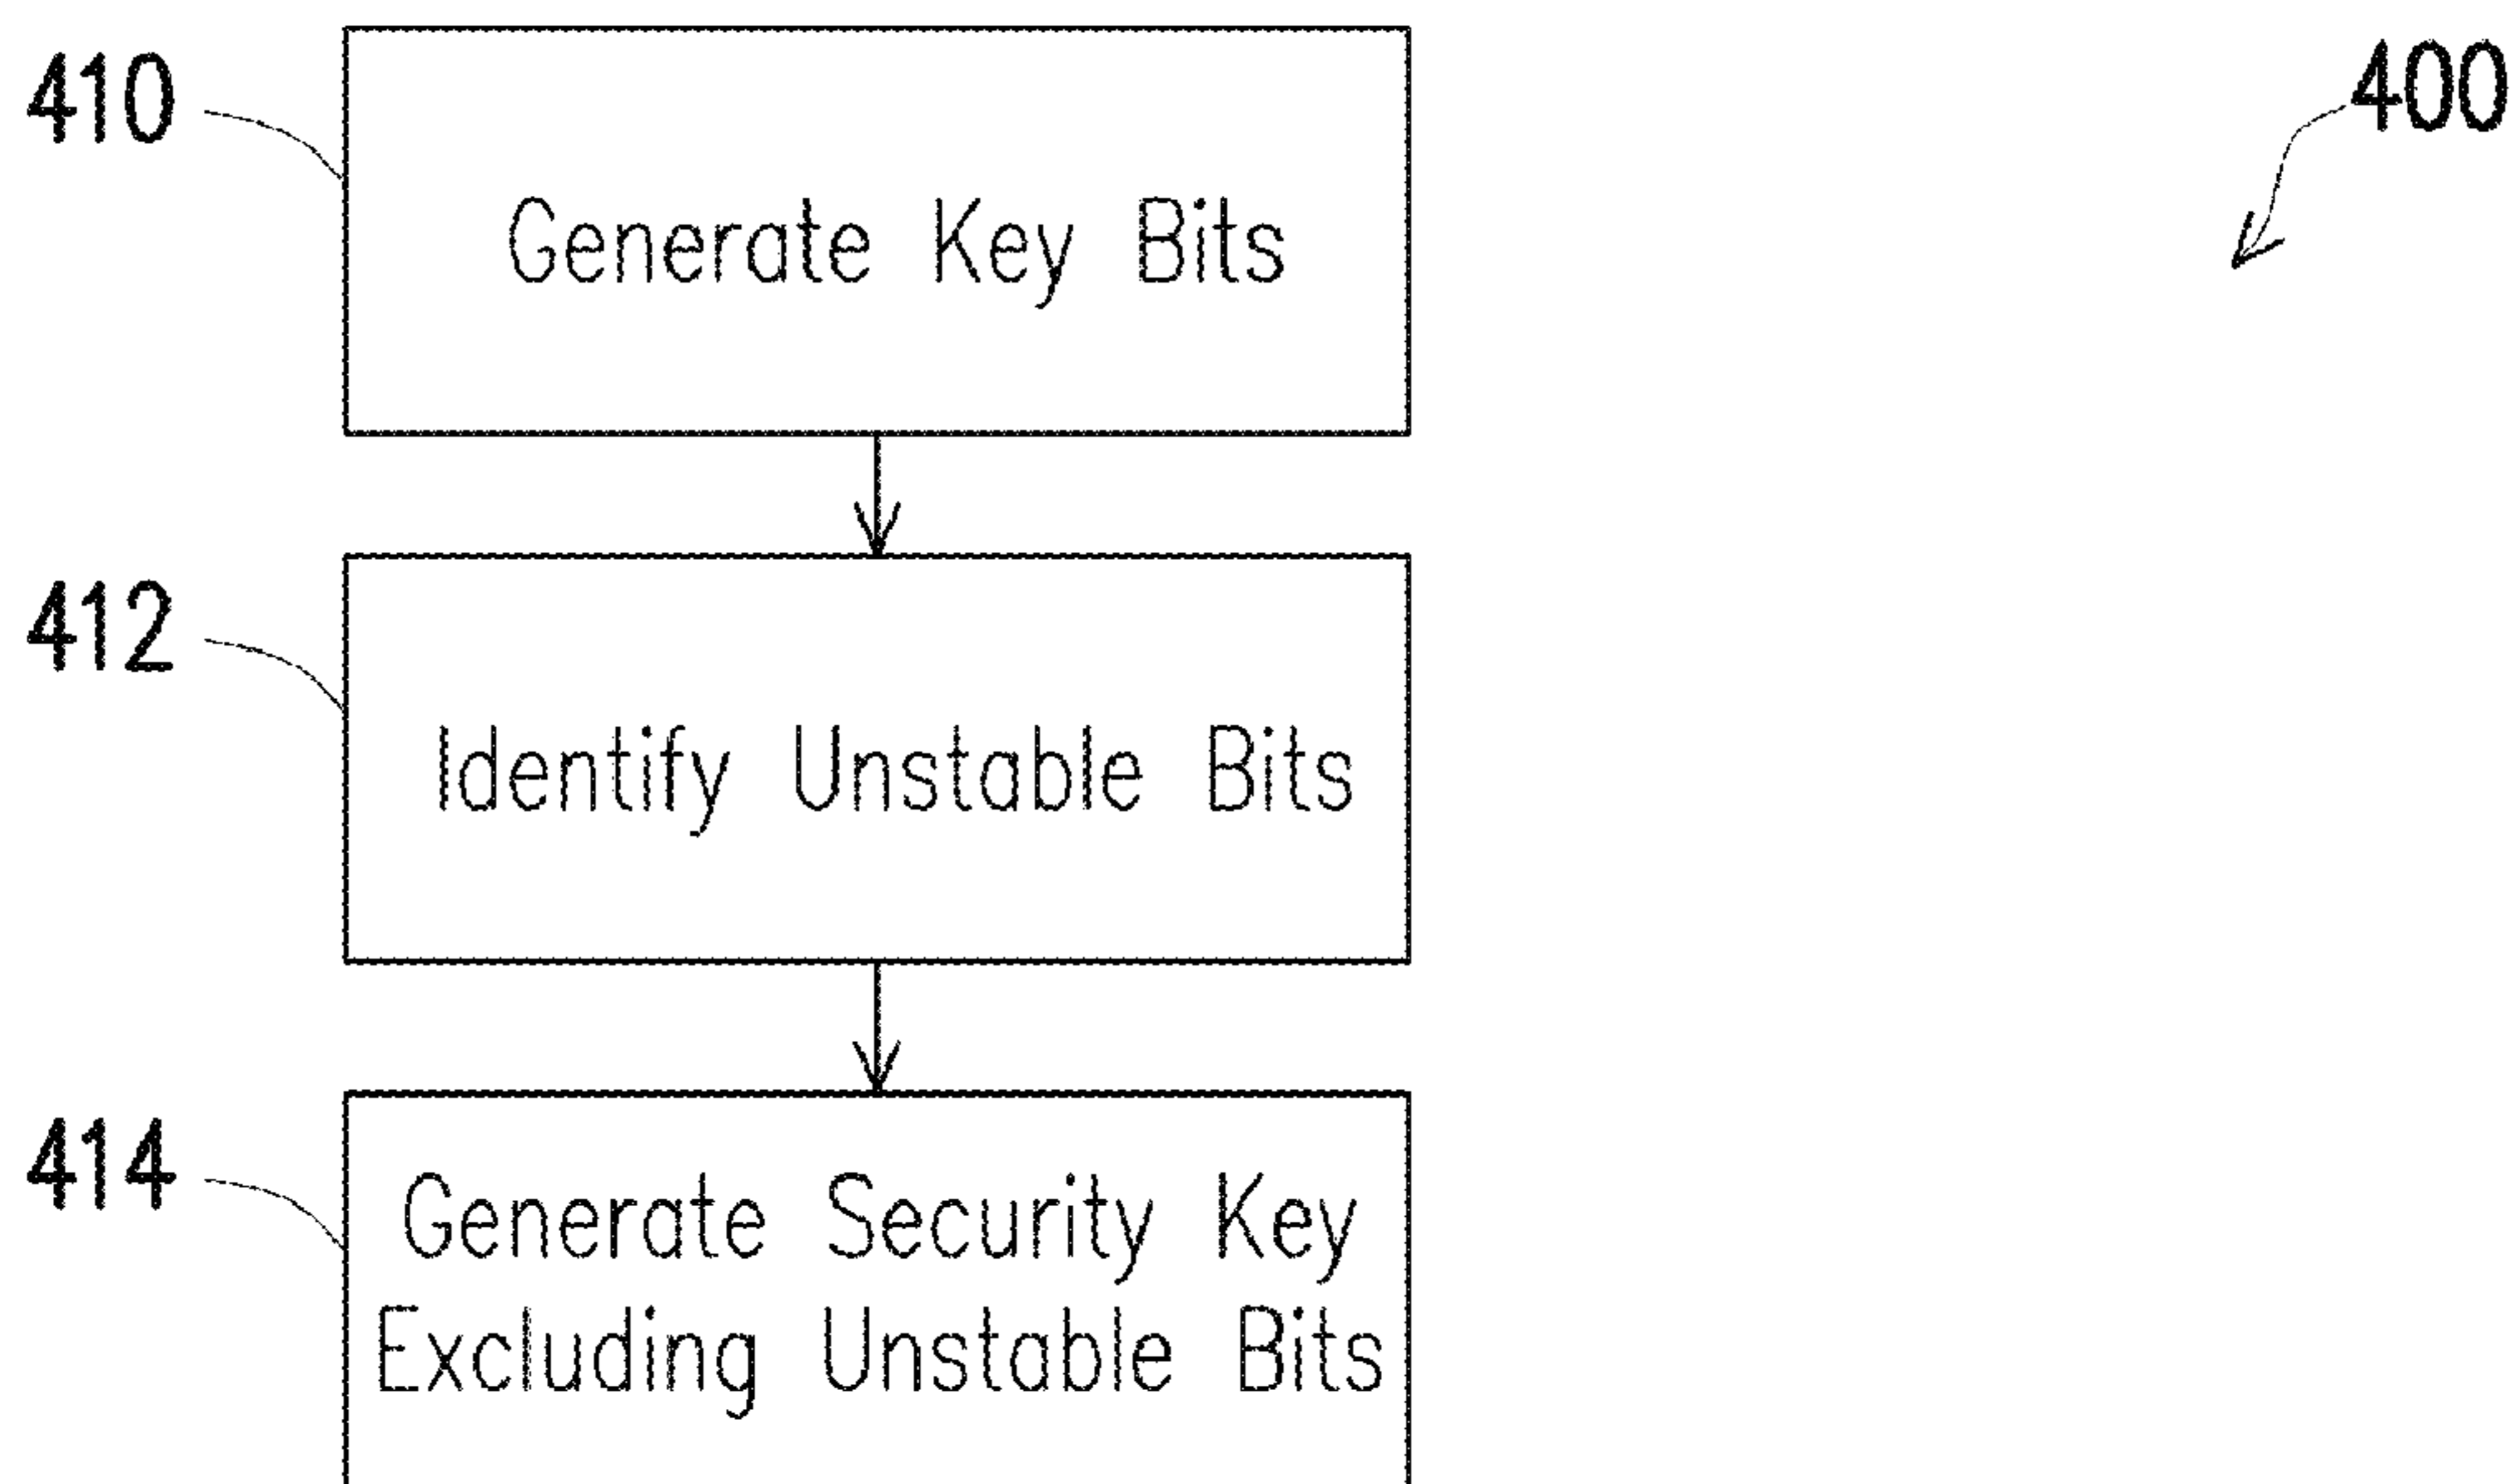 410
400
Generate Key Bits
412
Identify Unstable Bits
414
Generate Security Key
Excluding Unstable Bits